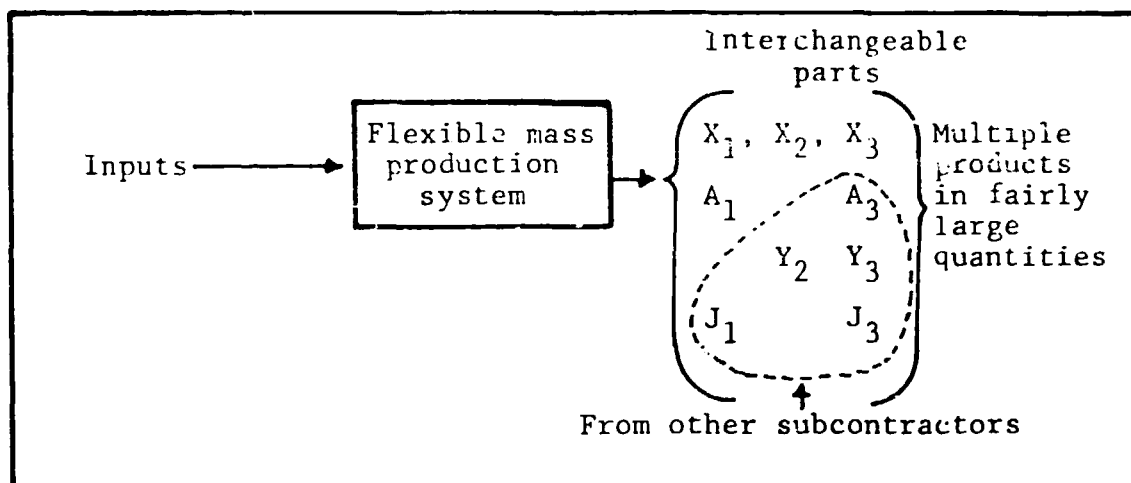 Interchangeable
parts
Inputs
Flexible mass
production
system
X₁, X₂, X₃
A₁ A₃
Y₂ Y₃
J₁ J₃
Multiple
products
in fairly
large
quantities
From other subcontractors